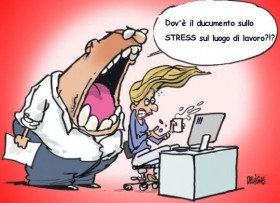 Dov'è il ducumento sullo
STRESS sul luogo di lavoro?!?